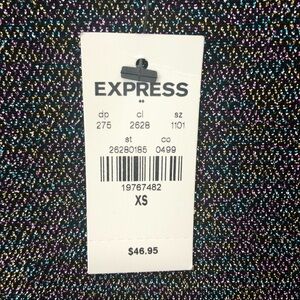 EXPRESS
dp cl sz
275 2628 1101
st co
26280185 0499
19767482
XS
$46.95